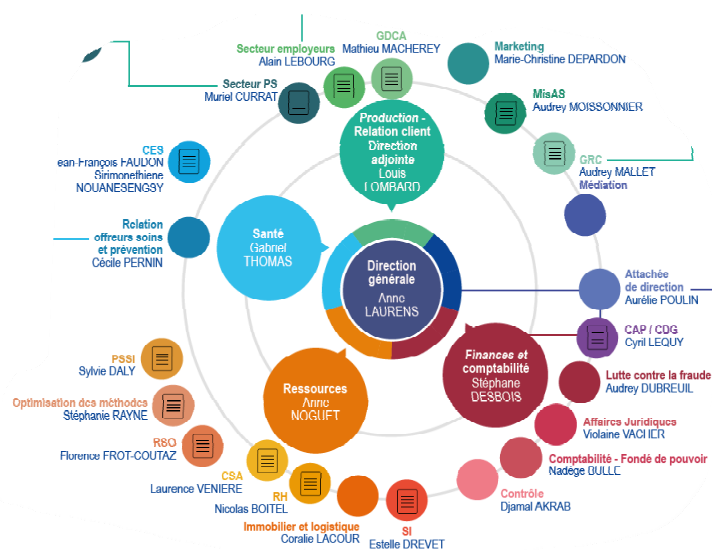 Secteur employeurs
Alain LEBOURG
GDCA
Mathieu MACHEREY
Marketing
Marie-Christine DEPARDON
Secteur PS
Muriel CURRAT
MisAS
Audrey MOISSONNIER
Production -
Relation client
Direction
adjointe
Louis
LOMBARD
CES
ean-François FAUDON
Sirimonethiene
NOUANESENGSY
GRC
Audrey MALLET
Médiation
Relation
offreurs soins
et prévention
Cécile PERNIN
Santé
Gabriel
THOMAS
Direction
générale
Anne
LAURENS
Attachée
de direction
Aurélie POULIN
CAP / CDG
Cyril LEQUY
PSSI
Sylvie DALY
Finances et
comptabilité
Stéphane
DESBOIS
Lutte contre la fraude
Audrey DUBREUIL
Ressources
Anne
NOGUET
Optimisation des méthodes
Stéphanie RAYNE
Affaires Juridiques
Violaine VACHER
RSO
Florence FROT-COUTAZ
Comptabilité - Fondé de pouvoir
Nadège BULLE
CSA
Laurence VENIERE
RH
Nicolas BOITEL
Contrôle
Djamal AKRAB
Immobilier et logistique
Coralie LACOUR
SI
Estelle DREVET